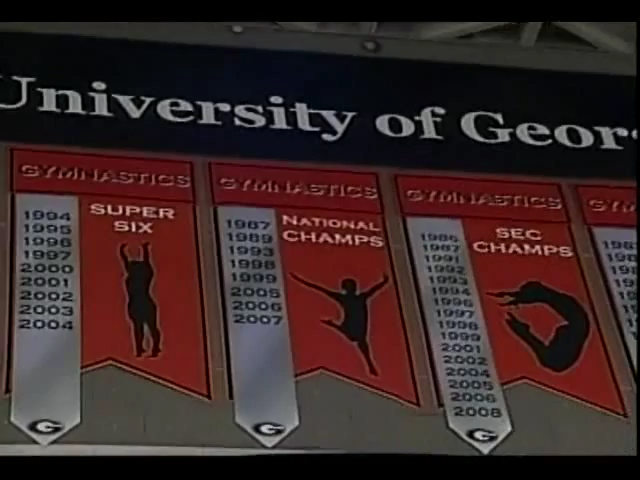 University of Geor
GYMNASTICS
SUPER
SIX
1994
1995
1996
1997
2000
2001
2002
2003
2004
G
GYMNASTICS
NATIONAL
CHAMPS
1987
1989
1993
1998
1999
2005
2006
2007
G
GYMNASTICS
SEC
CHAMPS
1986
1987
1991
1992
1993
1994
1996
1997
1998
1999
2001
2002
2004
2005
2006
2008
G
GYM